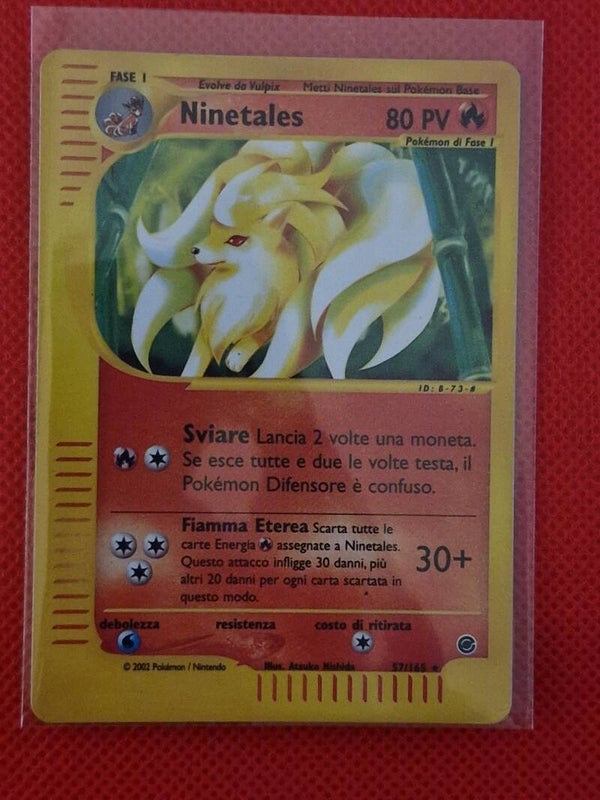 FASE 1
Evolve da Vulpix Metti Ninetales sul Pokémon Base
Ninetales 80 PV
Pokémon di Fase 1
ID: B-73-#
Sviare Lancia 2 volte una moneta.
Se esce tutte e due le volte testa, il
Pokémon Difensore è confuso.
Fiamma Eterea Scarta tutte le
carte Energia assegnate a Ninetales.
Questo attacco infligge 30 danni, più
altri 20 danni per ogni carta scartata in
questo modo.
30+
debolezza resistenza costo di ritirata
© 2002 Pokémon / Nintendo Illus. Atsuko Nishida 57/165 ★